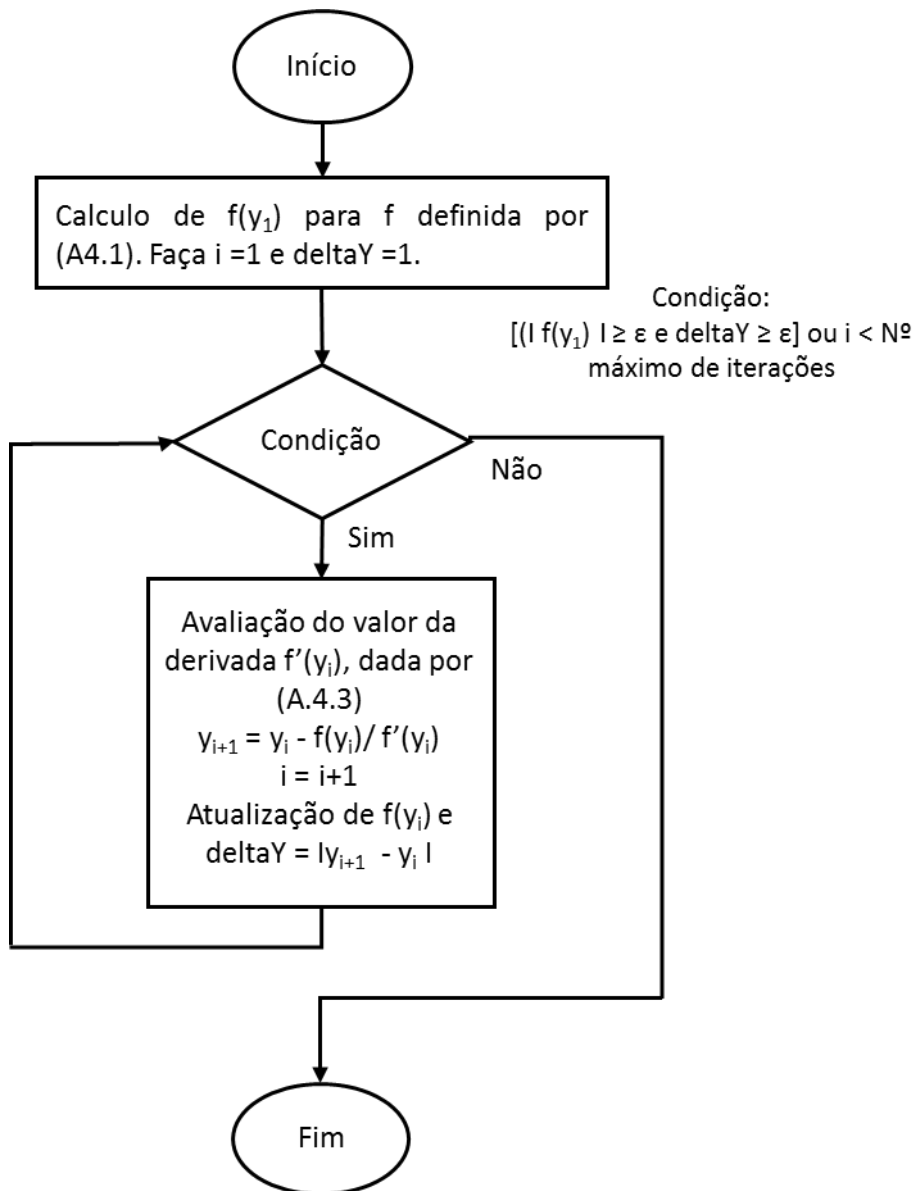 Início
Calculo de f(y₁) para f definida por
(A4.1). Faça i =1 e deltaY =1.
Condição:
[(I f(y₁) I ≥ ε e deltaY ≥ ε] ou i < Nº
máximo de iterações
Condição
Não
Sim
Avaliação do valor da
derivada f’(yᵢ), dada por
(A.4.3)
yᵢ₊₁ = yᵢ - f(yᵢ)/ f’(yᵢ)
i = i+1
Atualização de f(yᵢ) e
deltaY = Iyᵢ₊₁ - yᵢ I
Fim